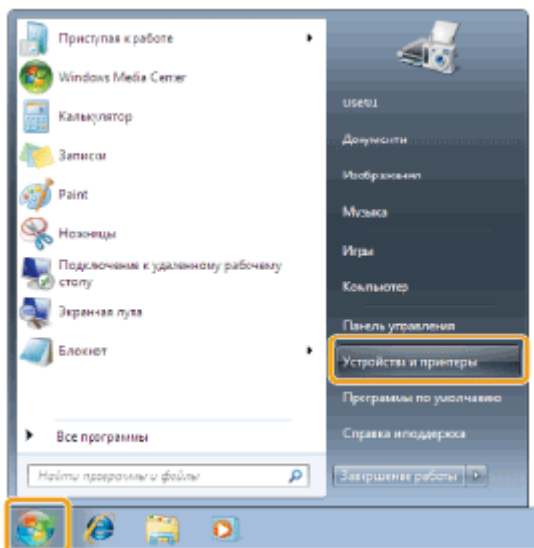 Приступая к работе
Windows Media Center
Калькулятор
Записки
Paint
Ножницы
Подключение к удаленному рабочему
столу
Экранная лупа
Блокнот
Все программы
Найти программы и файлы
User01
Документы
Изображения
Музыка
Игры
Компьютер
Панель управления
Устройства и принтеры
Программы по умолчанию
Справка и поддержка
Завершение работы